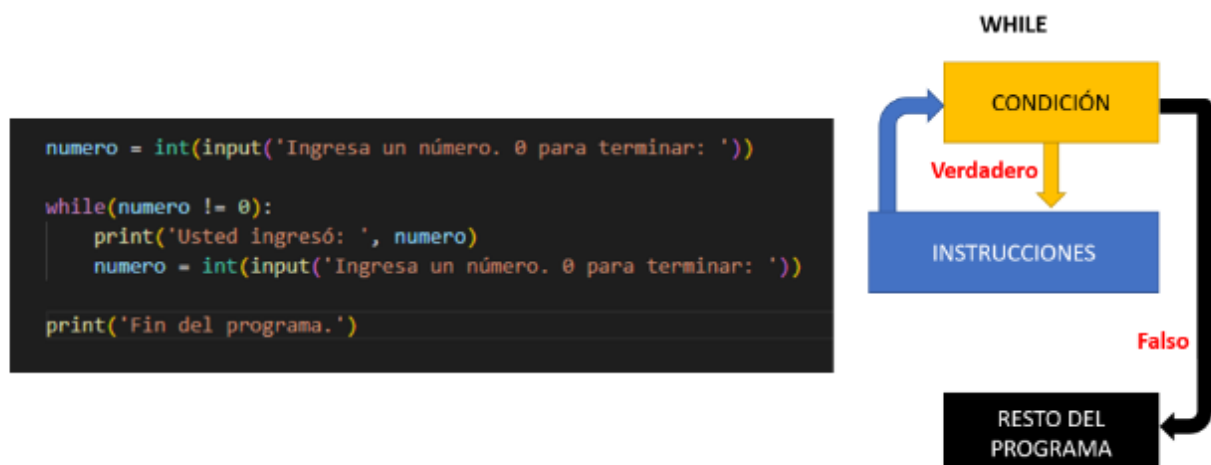 numero = int(input('Ingresa un número. 0 para terminar: '))
while(numero != 0):
print('Usted ingresó: ', numero)
numero = int(input('Ingresa un número. 0 para terminar: '))
print('Fin del programa.')
WHILE
CONDICIÓN
Verdadero
INSTRUCCIONES
Falso
RESTO DEL
PROGRAMA